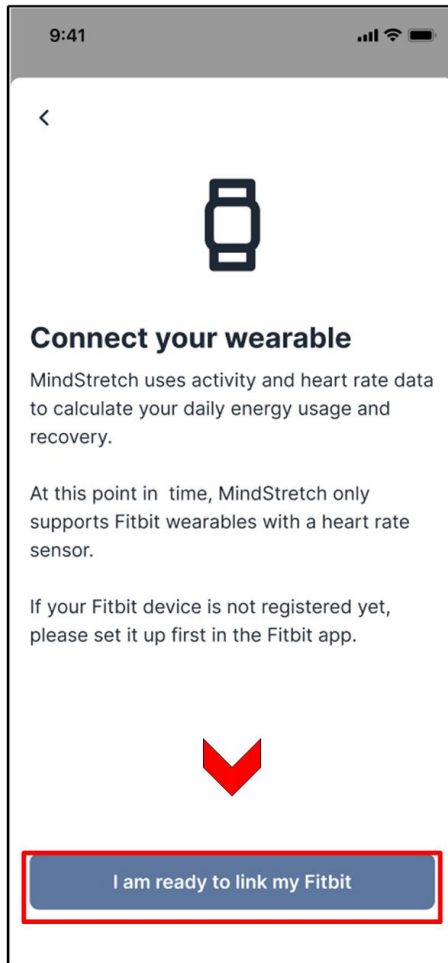 9:41
Connect your wearable
MindStretch uses activity and heart rate data
to calculate your daily energy usage and
recovery.
At this point in  time, MindStretch only
supports Fitbit wearables with a heart rate
sensor.
If your Fitbit device is not registered yet,
please set it up first in the Fitbit app.
I am ready to link my Fitbit